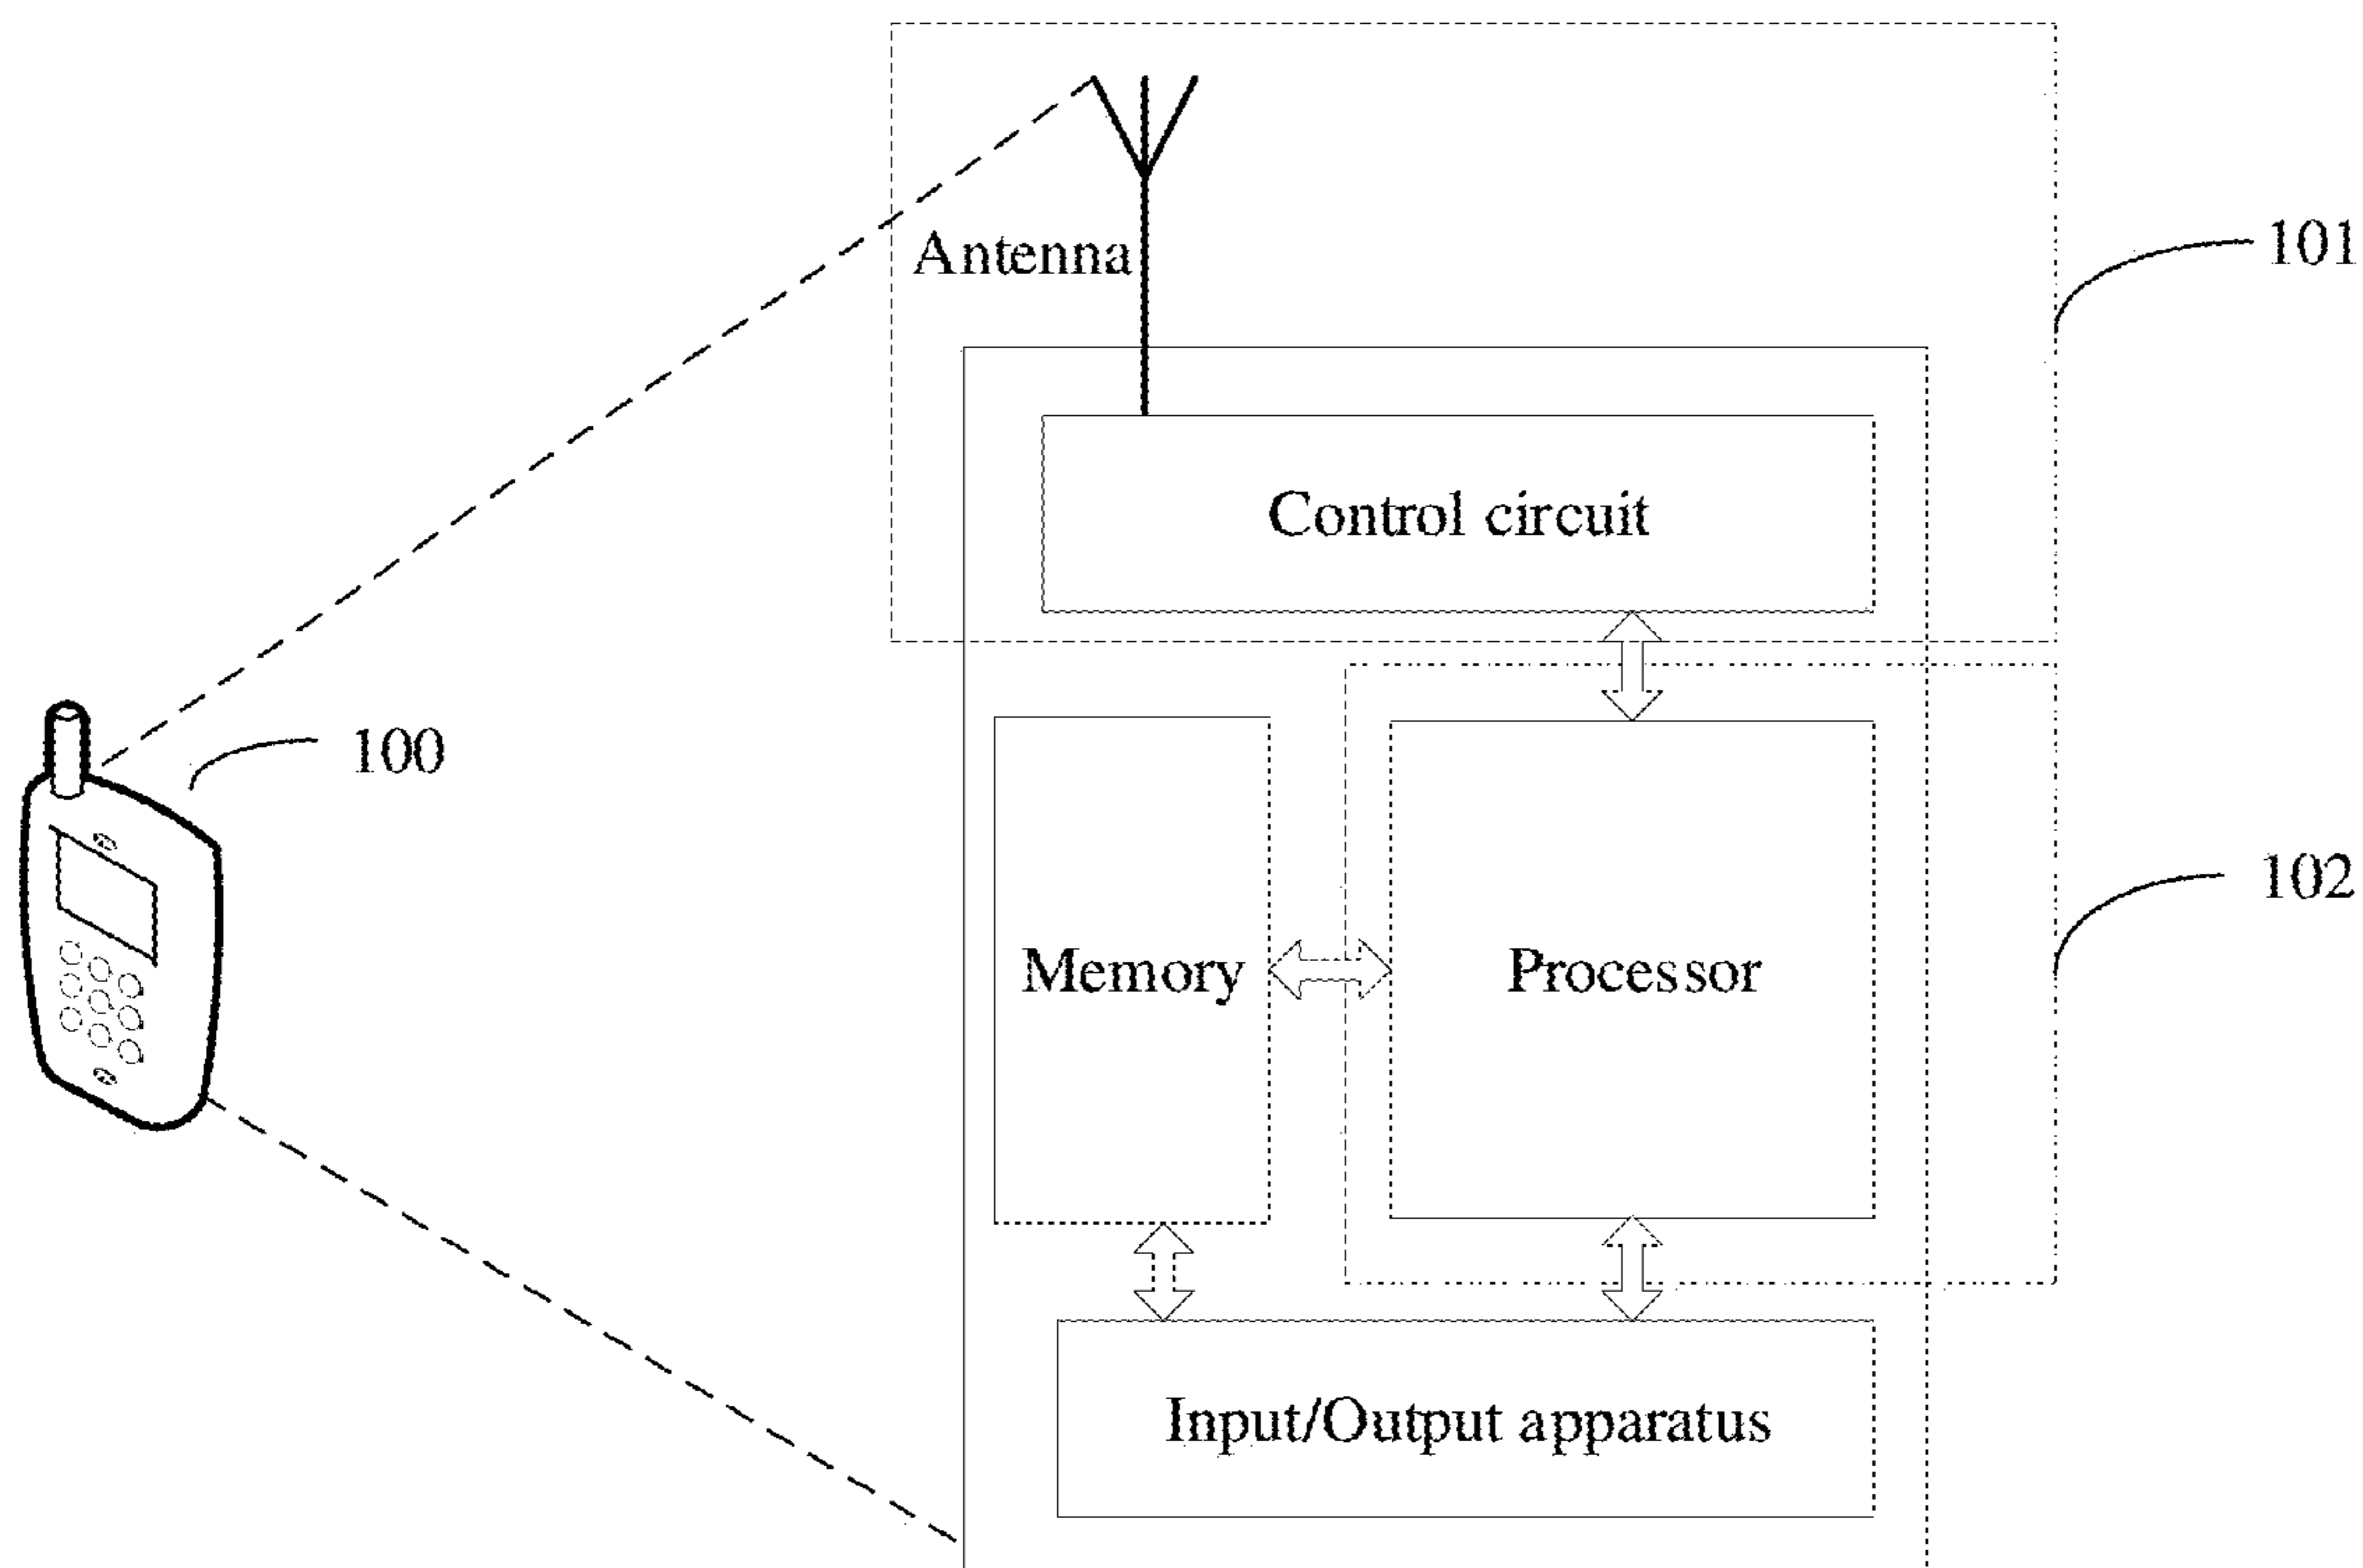 Antenna
101
Control circuit
100
102
Memory
Processor
Input/Output apparatus